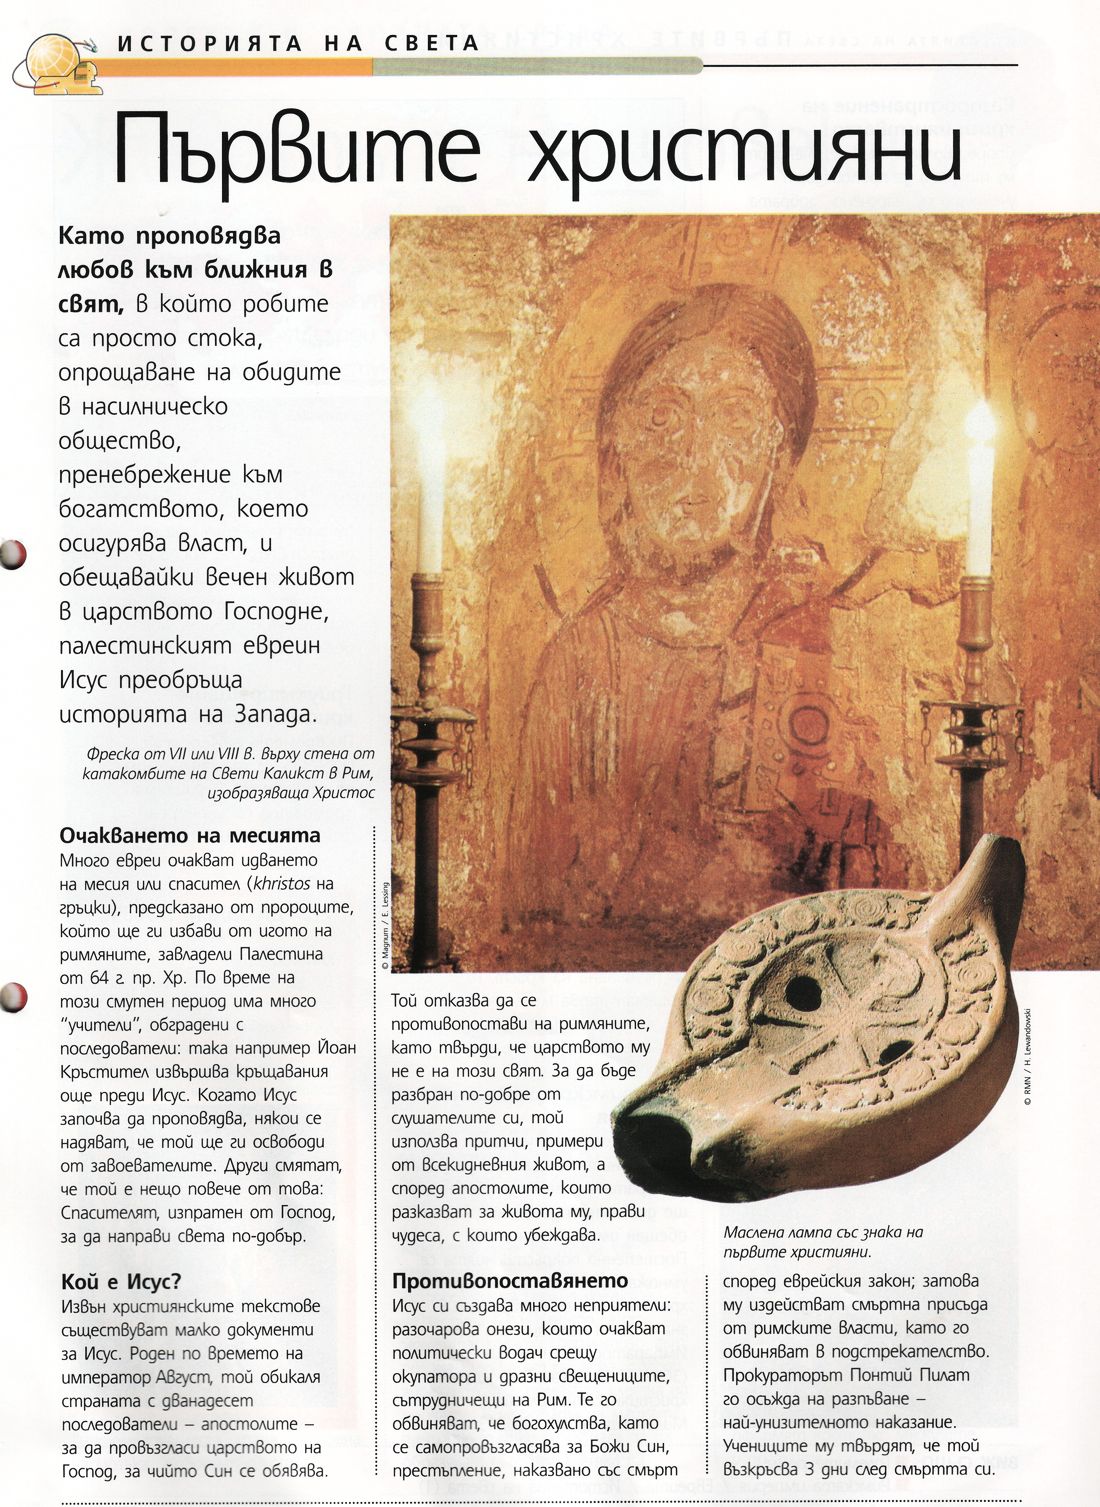 ИСТОРИЯТА НА СВЕТА
Първите християни
Като проповядва
любов към ближния в
свят, в който робите
са просто стока,
опрощаване на обидите
в насилническо
общество,
пренебрежение към
богатството, което
осигурява власт, и
обещавайки вечен живот
в царството Господне,
палестинският евреин
Исус преобръща
историята на Запада.
Фреска от VII или VIII в. върху стена от
катакомбите на Свети Каликст в Рим,
изобразяваща Христос
© Magnum / E. Lessing
Очакването на месията
Много евреи очакват идването
на месия или спасител (khristos на
гръцки), предсказано от пророците,
който ще ги избави от игото на
римляните, завладели Палестина
от 64 г. пр. Хр. По време на
този смутен период има много
"учители", обградени с
последователи: така например Йоан
Кръстител извършва кръщавания
още преди Исус. Когато Исус
започва да проповядва, някои се
надяват, че той ще ги освободи
от завоевателите. Други смятат,
че той е нещо повече от това:
Спасителят, изпратен от Господ,
за да направи света по-добър.
Кой е Исус?
Извън християнските текстове
съществуват малко документи
за Исус. Роден по времето на
император Август, той обикаля
страната с дванадесет
последователи – апостолите –
за да провъзгласи царството на
Господ, за чийто Син се обявява.
Той отказва да се
противопостави на римляните,
като твърди, че царството му
не е на този свят. За да бъде
разбран по-добре от
слушателите си, той
използва притчи, примери
от всекидневния живот, а
според апостолите, които
разказват за живота му, прави
чудеса, с които убеждава.
© RMN / H. Lewandowski
Маслена лампа със знака на
първите християни.
Противопоставянето
Исус си създава много неприятели:
разочарова онези, които очакват
политически водач срещу
окупатора и дразни свещениците,
сътрудничещи на Рим. Те го
обвиняват, че богохулства, като
се самопровъзгласява за Божи Син,
престъпление, наказвано със смърт
според еврейския закон; затова
му издействат смъртна присъда
от римските власти, като го
обвиняват в подстрекателство.
Прокураторът Понтий Пилат
го осъжда на разпъване –
най-унизителното наказание.
Учениците му твърдят, че той
възкръсва 3 дни след смъртта си.